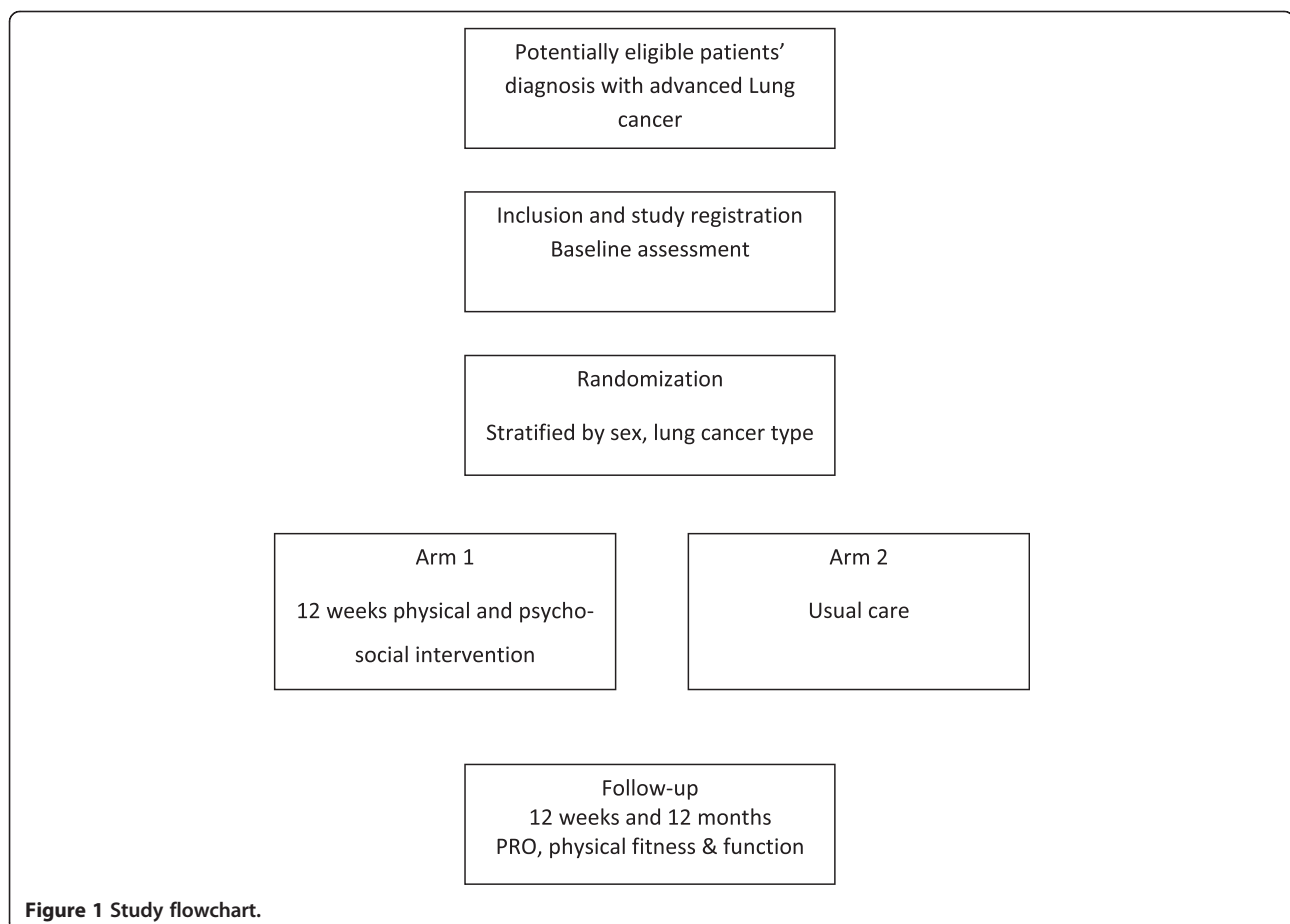 Potentially eligible patients’
diagnosis with advanced Lung
cancer
Inclusion and study registration
Baseline assessment
Randomization
Stratified by sex, lung cancer type
Arm 1
12 weeks physical and psycho-
social intervention
Arm 2
Usual care
Follow-up
12 weeks and 12 months
PRO, physical fitness & function
Figure 1 Study flowchart.